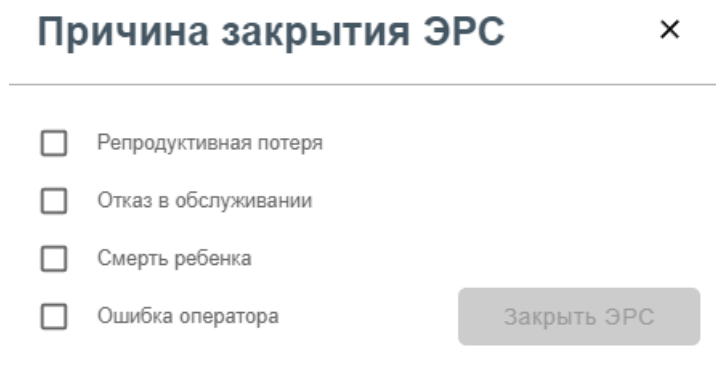 Причина закрытия ЭРС
Репродуктивная потеря
Отказ в обслуживании
Смерть ребенка
Ошибка оператора
Закрыть ЭРС